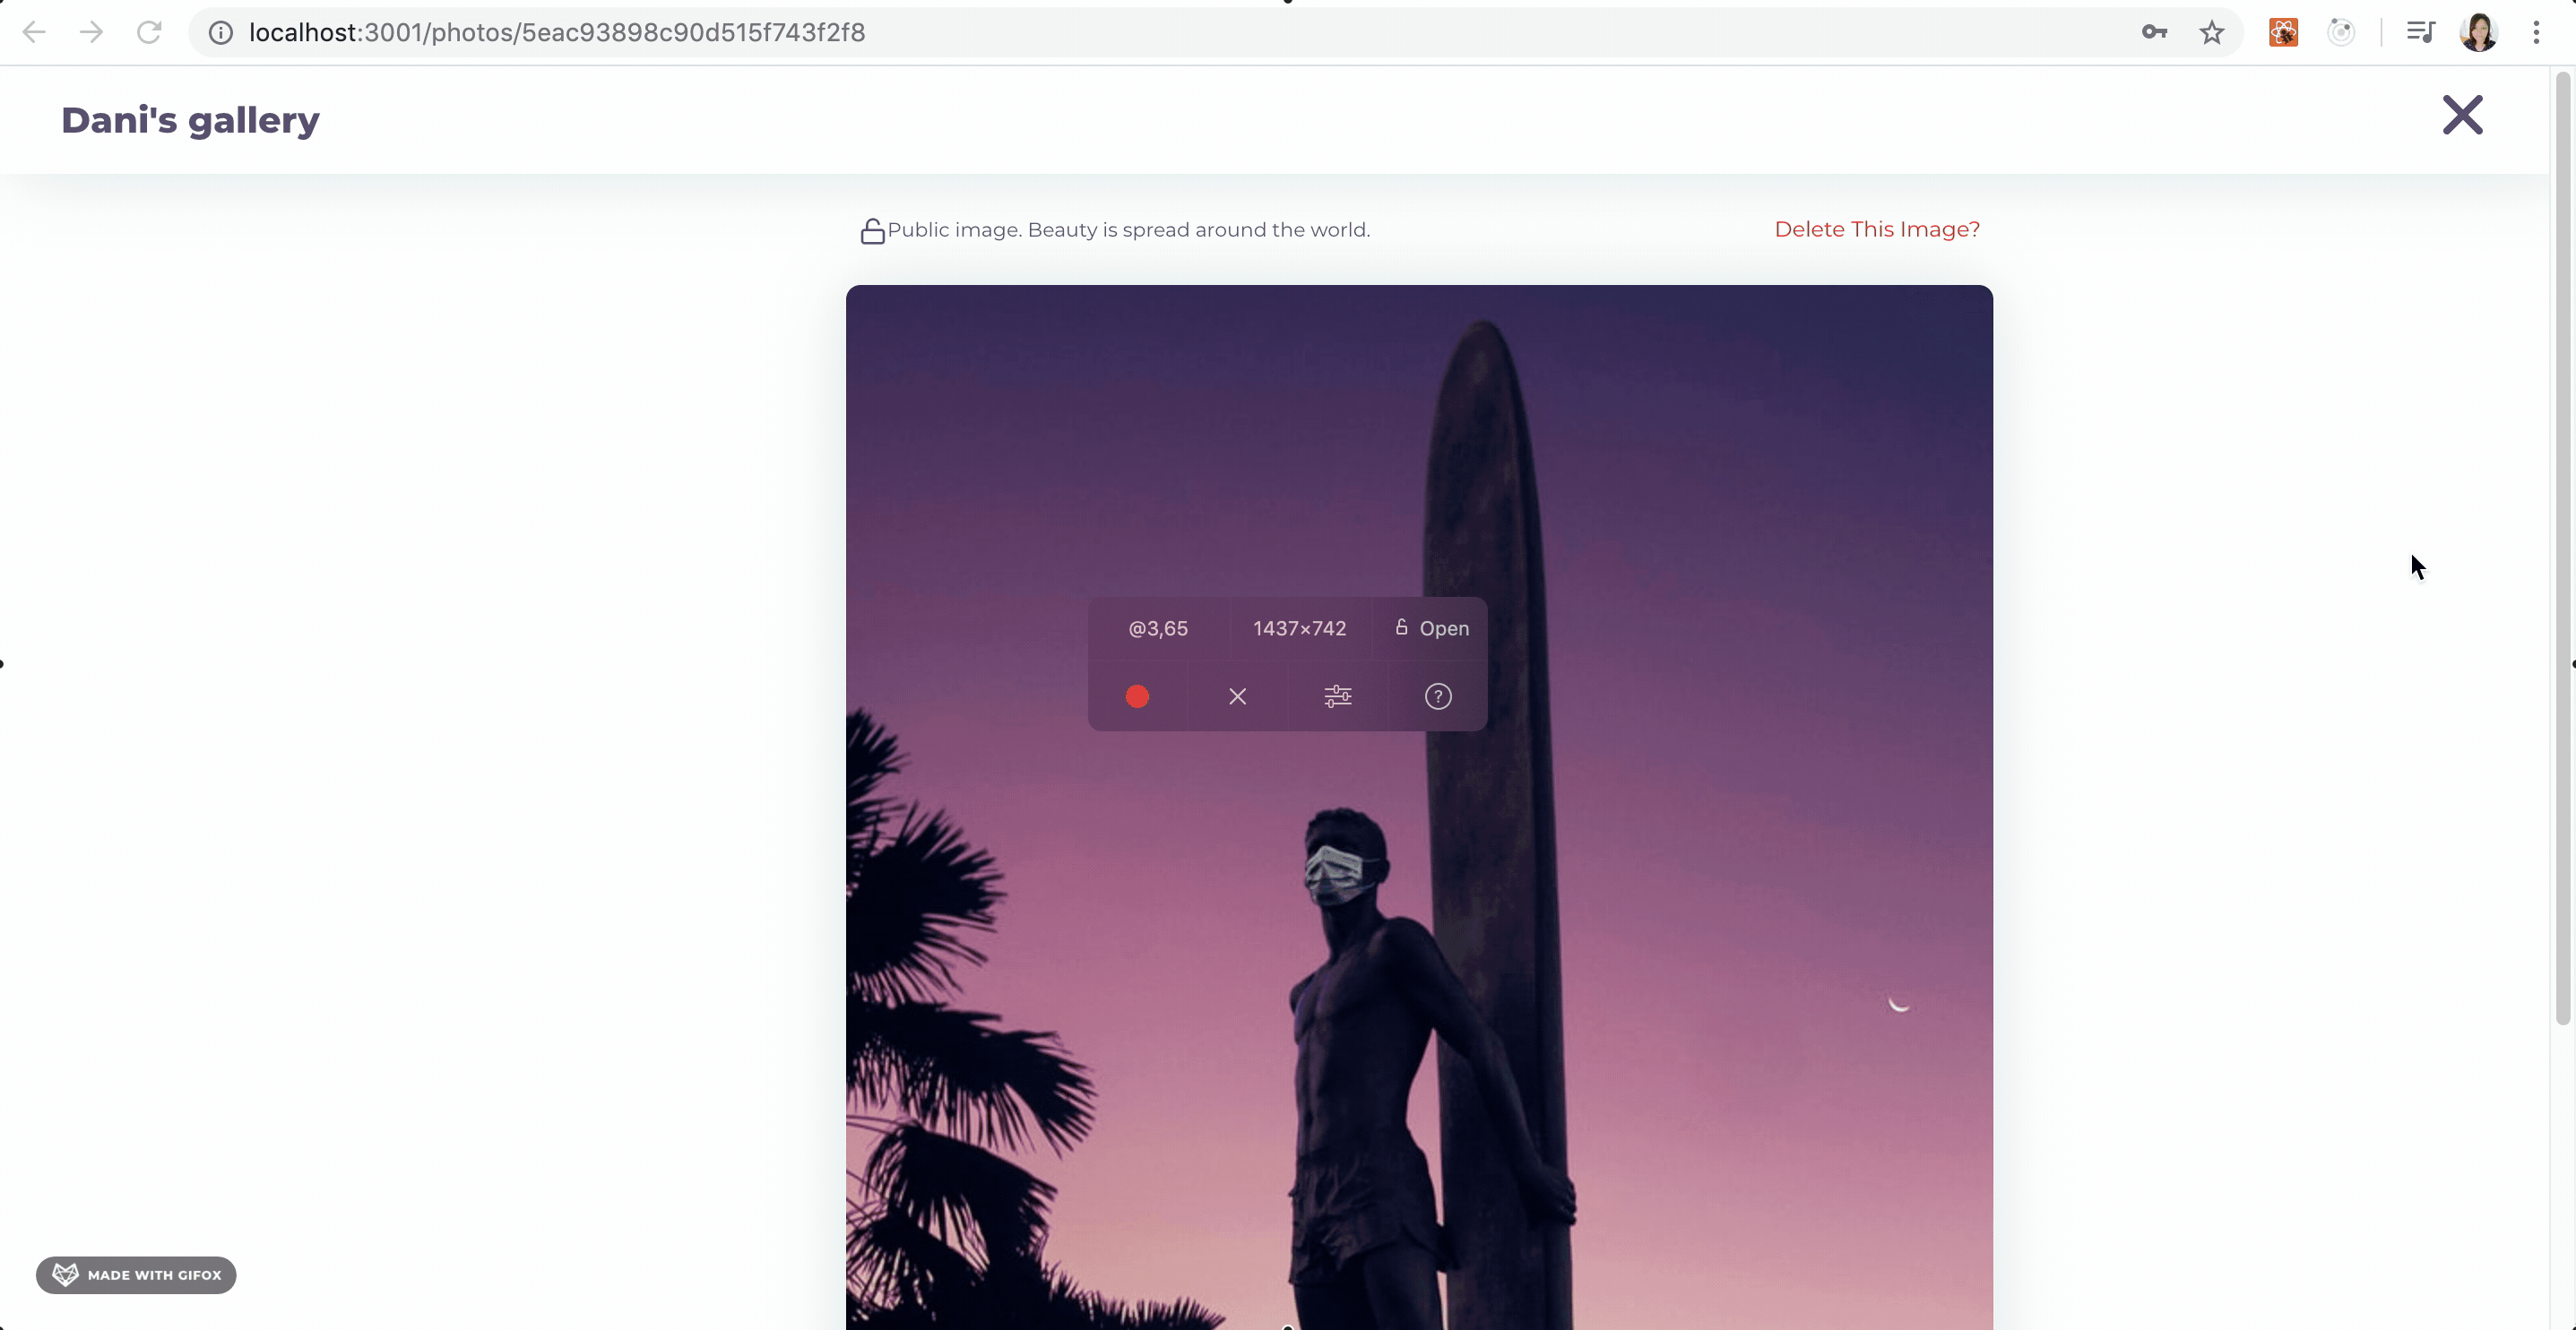 localhost:3001/photos/5eac93898c90d515f743f2f8
Dani's gallery
Public image. Beauty is spread around the world.
Delete This Image?
@3,65
1437×742
Open
?
MADE WITH GIFOX